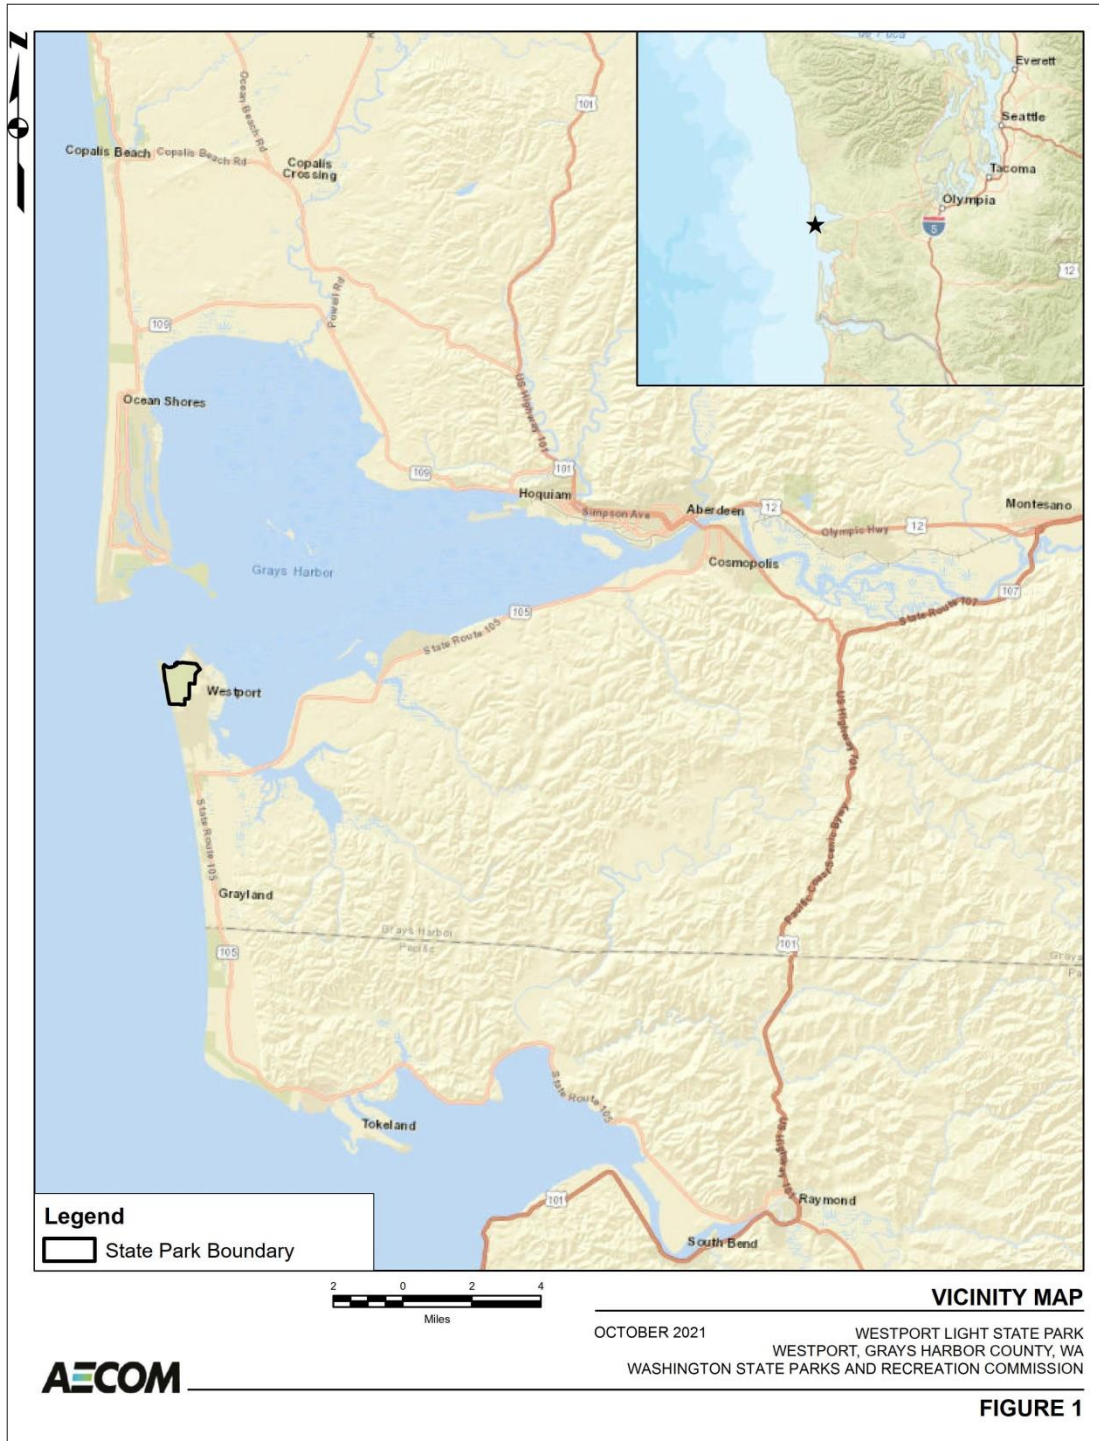 N
de Fuca
Everett
Seattle
Tacoma
Olympia
5
12
101
Ocean Beach Rd
Copalis Beach
Copalis Beach Rd
Copalis
Crossing
Powell Rd
109
US Highway 101
Ocean Shores
109
101
Hoquiam
Simpson Ave
Aberdeen
12
Olympic Hwy
12
Montesano
Grays Harbor
Cosmopolis
105
State Route 105
State Route 107
107
Westport
US Highway 101
State Route 105
Pacific Coast Scenic Bywy
Grayland
105
Grays Harbor
Pacific
101
Grays
Pa
State Route 105
Tokeland
US Highway 101
101
Raymond
South Bend
Legend
State Park Boundary
2 0 2 4
Miles
VICINITY MAP
OCTOBER 2021
WESTPORT LIGHT STATE PARK
WESTPORT, GRAYS HARBOR COUNTY, WA
WASHINGTON STATE PARKS AND RECREATION COMMISSION
AECOM
FIGURE 1